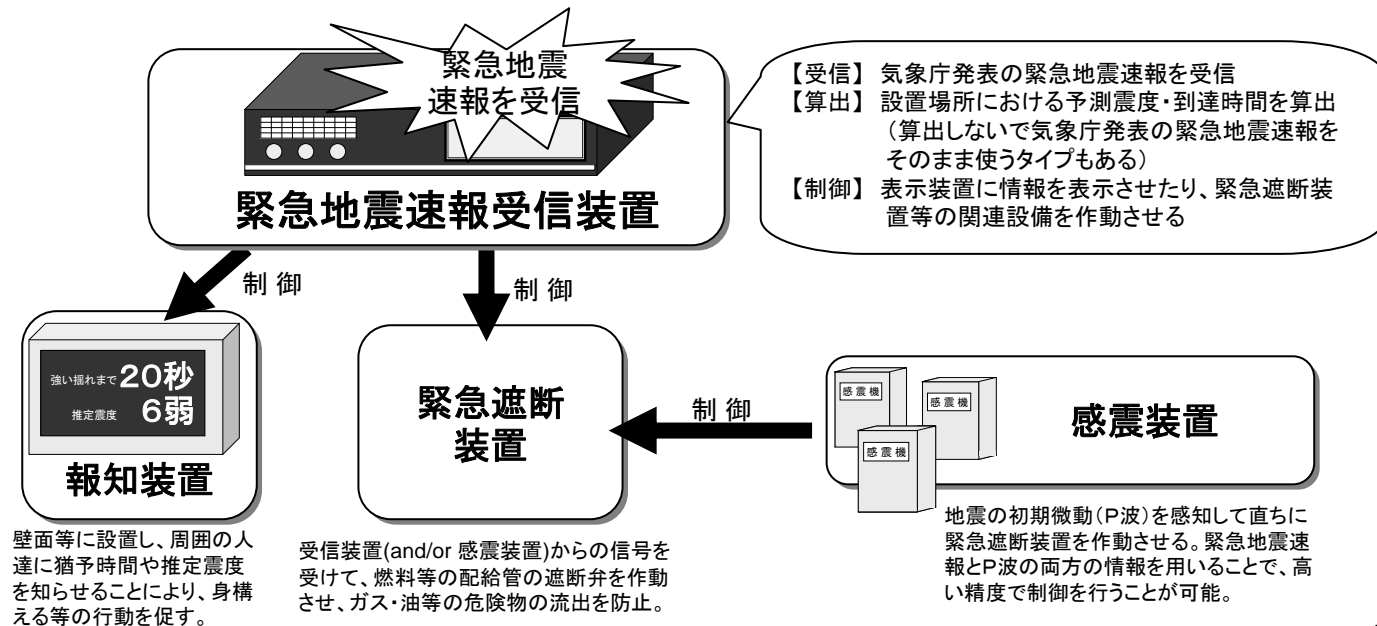 緊急地震
速報を受信
緊急地震速報受信装置
【受信】 気象庁発表の緊急地震速報を受信
【算出】 設置場所における予測震度・到達時間を算出
（算出しないで気象庁発表の緊急地震速報を
そのまま使うタイプもある）
【制御】 表示装置に情報を表示させたり、緊急遮断装
置等の関連設備を作動させる
制 御
制 御
強い揺れまで 20秒
推定震度 6弱
報知装置
壁面等に設置し、周囲の人
達に猶予時間や推定震度
を知らせることにより、身構
える等の行動を促す。
緊急遮断
装置
受信装置(and/or 感震装置)からの信号を
受けて、燃料等の配給管の遮断弁を作動
させ、ガス・油等の危険物の流出を防止。
制 御
感震機
感震機
感震機
感震装置
地震の初期微動（P波）を感知して直ちに
緊急遮断装置を作動させる。緊急地震速
報とP波の両方の情報を用いることで、高
い精度で制御を行うことが可能。